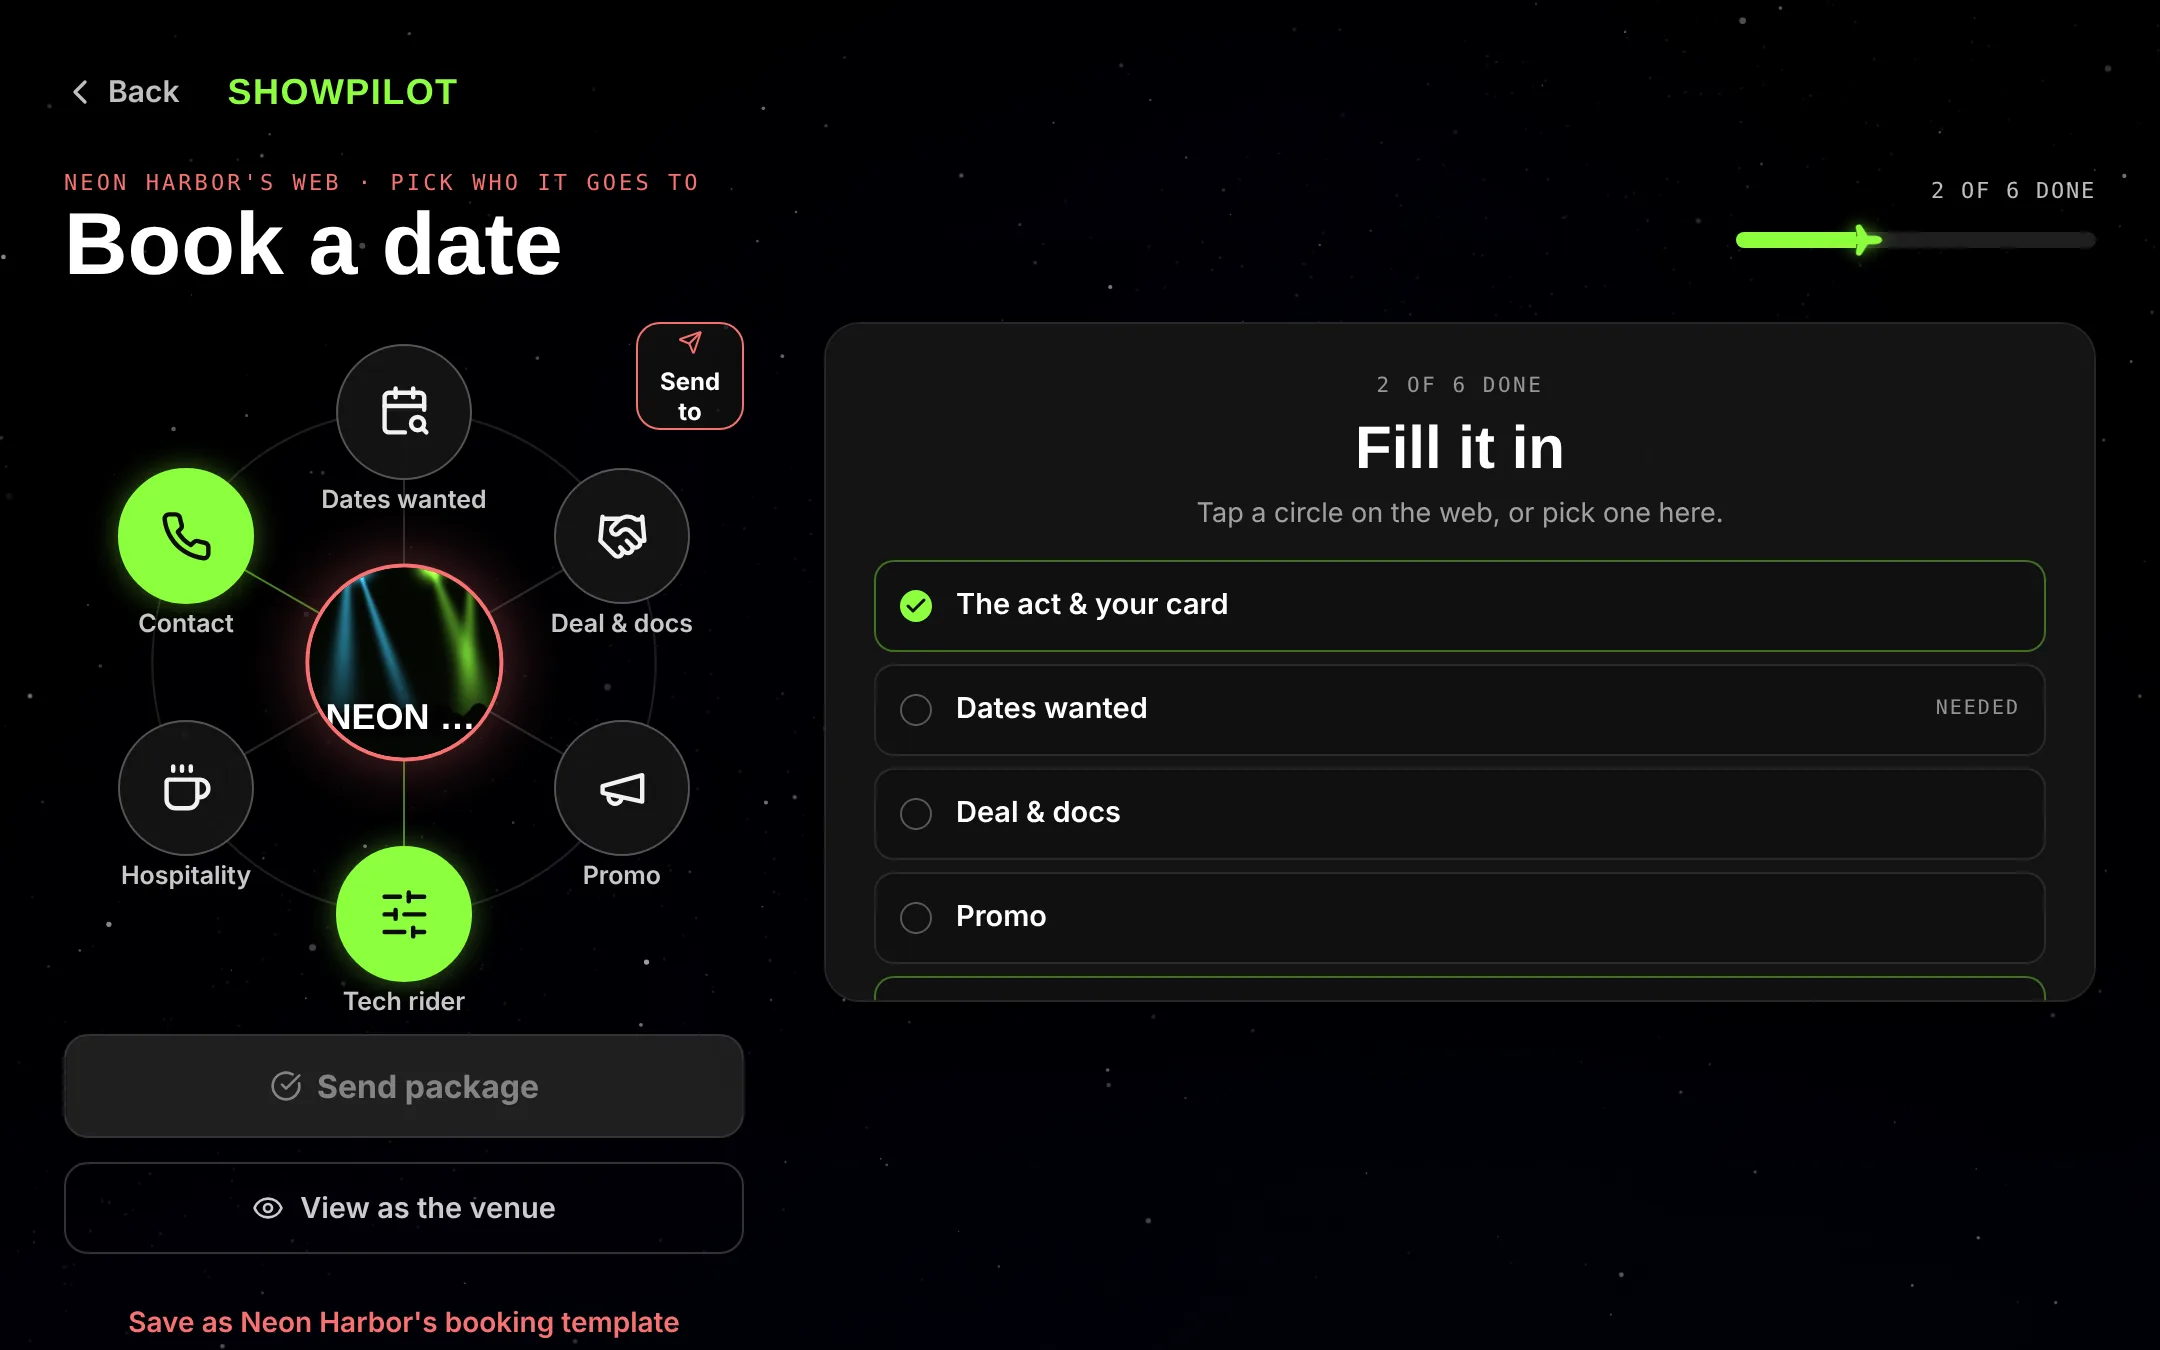 Back
SHOWPILOT
NEON HARBOR'S WEB · PICK WHO IT GOES TO
Book a date
2 OF 6 DONE
Send
to
Dates wanted
Contact
Deal & docs
NEON ...
Hospitality
Promo
Tech rider
Send package
View as the venue
Save as Neon Harbor's booking template
2 OF 6 DONE
Fill it in
Tap a circle on the web, or pick one here.
The act & your card
Dates wanted
NEEDED
Deal & docs
Promo